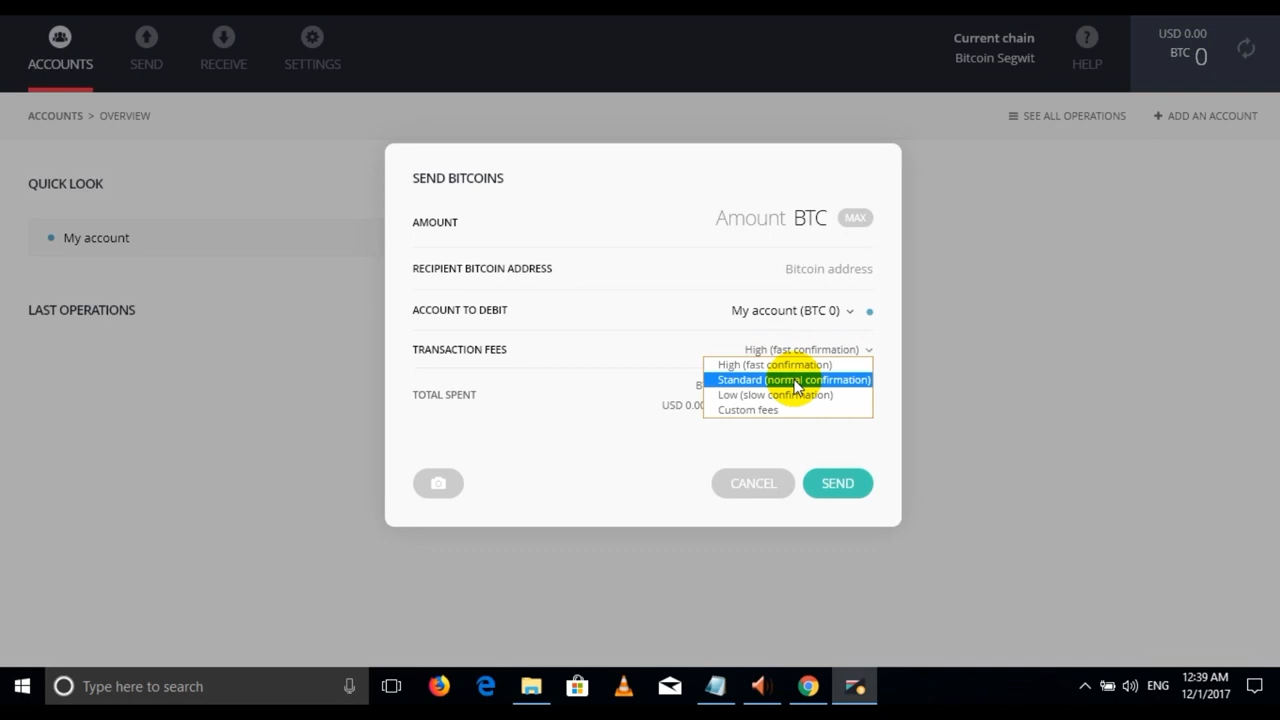 ACCOUNTS
SEND
RECEIVE
SETTINGS
Current chain
Bitcoin Segwit
HELP
USD 0.00
BTC 0
ACCOUNTS > OVERVIEW
SEE ALL OPERATIONS
+ ADD AN ACCOUNT
QUICK LOOK
My account
LAST OPERATIONS
SEND BITCOINS
AMOUNT
Amount BTC MAX
RECIPIENT BITCOIN ADDRESS
Bitcoin address
ACCOUNT TO DEBIT
My account (BTC 0)
TRANSACTION FEES
High (fast confirmation)
High (fast confirmation)
Standard (normal confirmation)
Low (slow confirmation)
Custom fees
TOTAL SPENT
USD 0.00
CANCEL
SEND
Type here to search
ENG
12:39 AM
12/1/2017